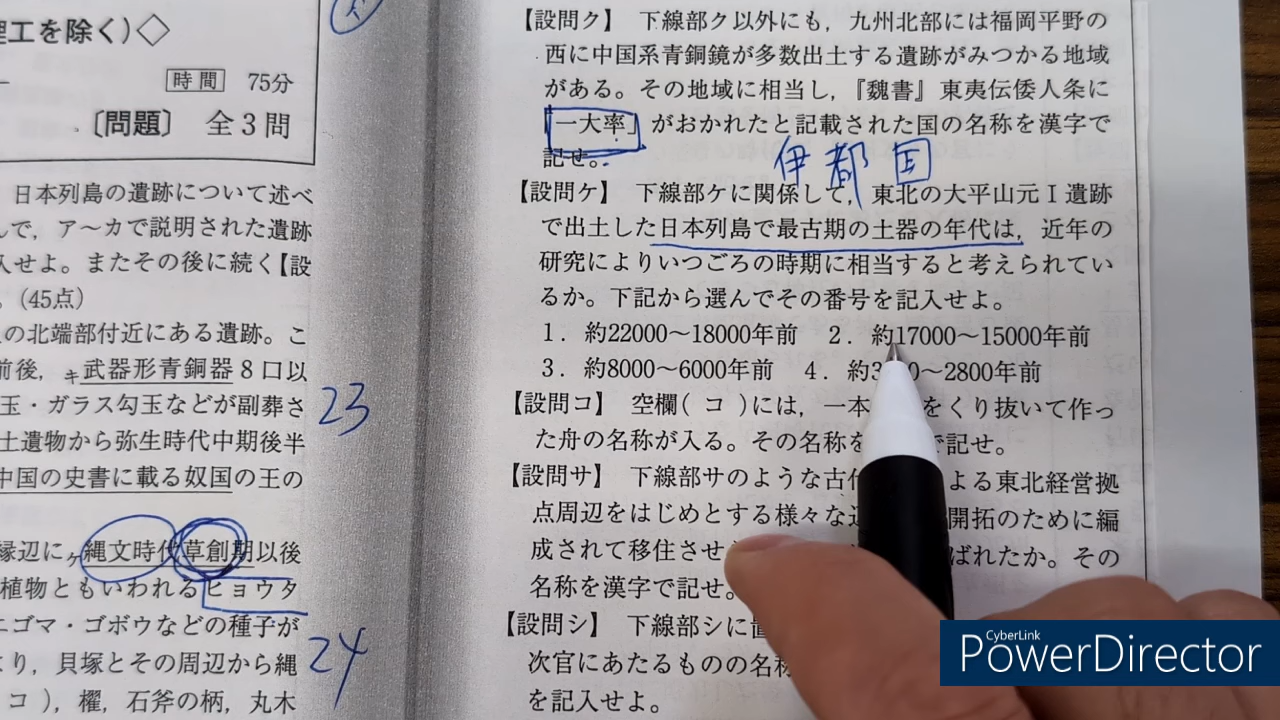 理工を除く)◇
時間 75分
〔問題〕 全3問
日本列島の遺跡について述べ
んで，ア〜カで説明された遺跡
入せよ。またその後に続く【設
。(45点)
の北端部付近にある遺跡。こ
前後，キ武器形青銅器8口以
玉・ガラス勾玉などが副葬さ
23
土遺物から弥生時代中期後半
中国の史書に載る奴国の王の
縁辺にケ縄文時代草創期以後
植物ともいわれるヒョウタ
エゴマ・ゴボウなどの種子が
より，貝塚とその周辺から縄
24
コ )，櫂，石斧の柄，丸木
【設問ク】 下線部ク以外にも，九州北部には福岡平野の
西に中国系青銅鏡が多数出土する遺跡がみつかる地域
がある。その地域に相当し，『魏書』東夷伝倭人条に
「一大率」がおかれたと記載された国の名称を漢字で
記せ。
伊都国
【設問ケ】 下線部ケに関係して，東北の大平山元Ⅰ遺跡
で出土した日本列島で最古期の土器の年代は，近年の
研究によりいつごろの時期に相当すると考えられてい
るか。下記から選んでその番号を記入せよ。
1．約22000〜18000年前 2．約17000〜15000年前
3．約8000〜6000年前 4．約3 0〜2800年前
【設問コ】 空欄( コ )には，一本 をくり抜いて作っ
た舟の名称が入る。その名称を で記せ。
【設問サ】 下線部サのような古代 よる東北経営拠
点周辺をはじめとする様々な 開拓のために編
成されて移住させ ばれたか。その
名称を漢字で記せ。
【設問シ】 下線部シに
次官にあたるものの名称
を記入せよ。
CyberLink
PowerDirector